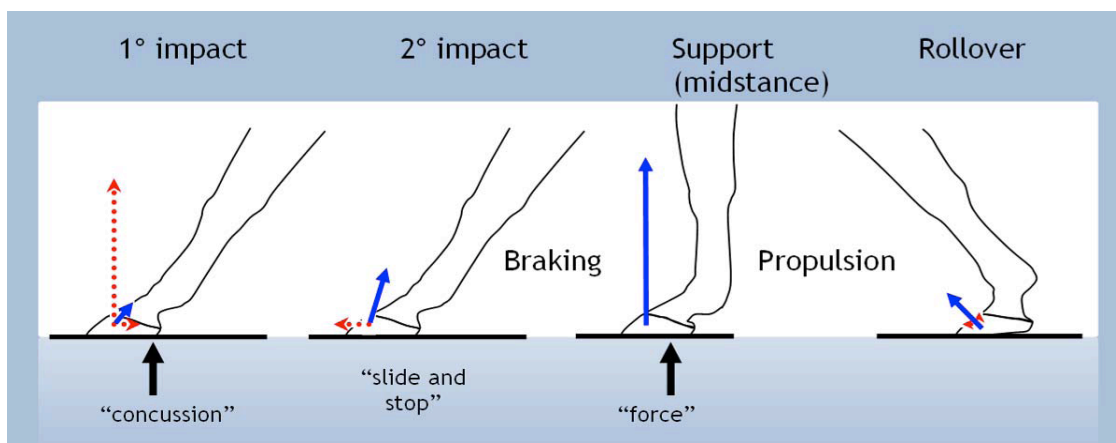 1° impact
2° impact
Support
(midstance)
Rollover
Braking
Propulsion
“concussion”
“slide and
stop”
“force”